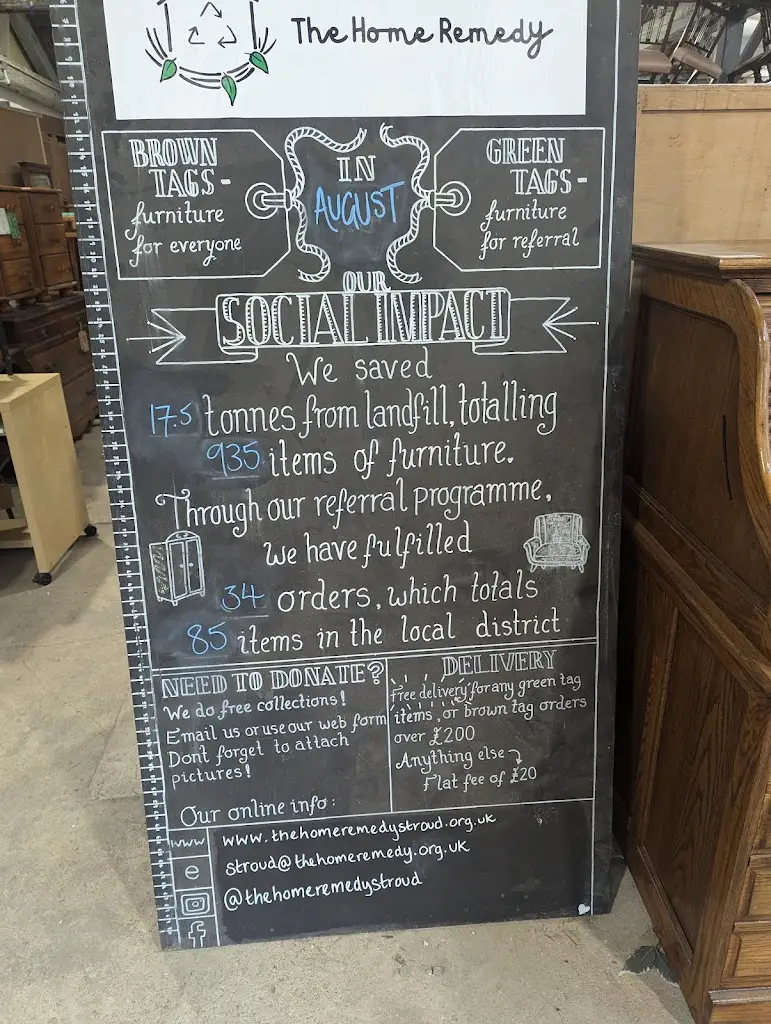 The Home Remedy
BROWN
TAGS-
furniture
for everyone
IN
AUGUST
GREEN
TAGS-
furniture
for referral
OUR
SOCIAL IMPACT
We saved
17.5 tonnes from landfill, totalling
935 items of furniture.
Through our referral programme,
we have fulfilled
34 orders, which totals
85 items in the local district
NEED TO DONATE?
We do free collections!
Email us or use our web form
Dont forget to attach
pictures!
DELIVERY
Free delivery for any green tag
items, or brown tag orders
over £200
Anything else
Flat fee of £20
Our online info:
www www.thehomeremedystroud.org.uk
e stroud@thehomeremedy.org.uk
@thehomeremedystroud
f